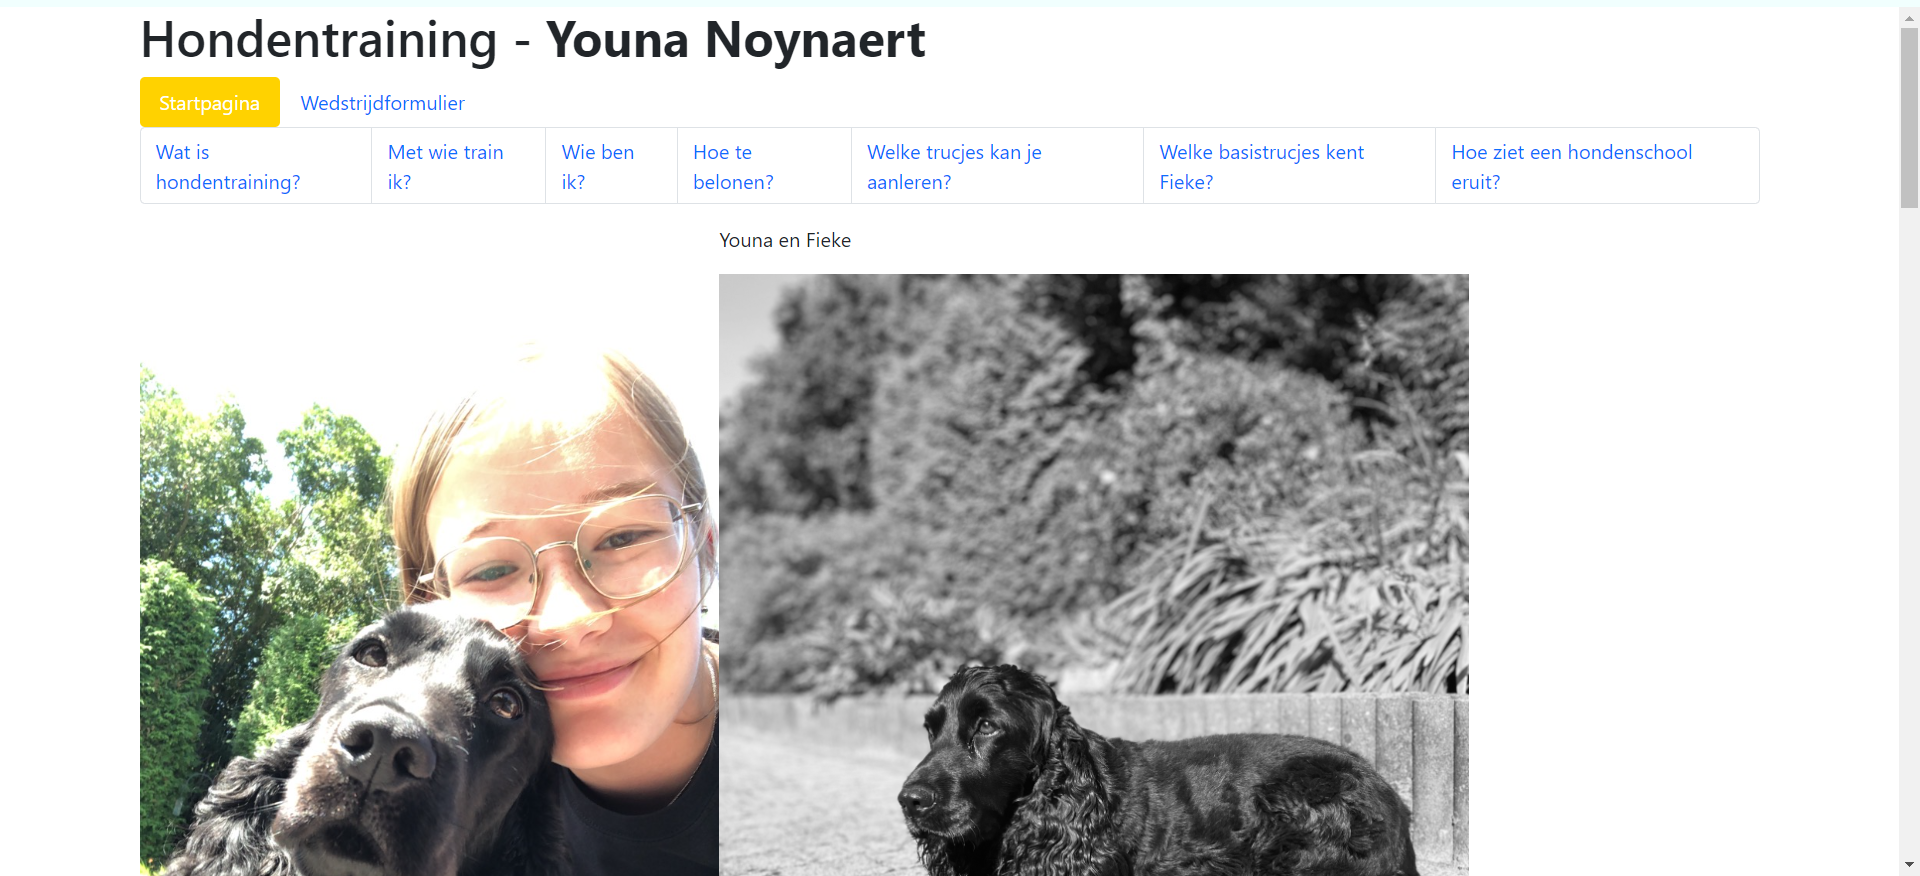 Hondentraining - Youna Noynaert
Startpagina Wedstrijdformulier
Wat is hondentraining?
Met wie train ik?
Wie ben ik?
Hoe te belonen?
Welke trucjes kan je aanleren?
Welke basistrucjes kent Fieke?
Hoe ziet een hondenschool eruit?
Youna en Fieke